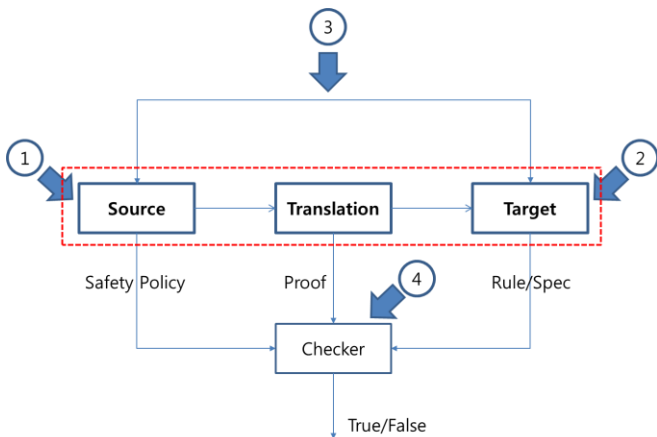 3
1
2
Source
Translation
Target
Safety Policy
Proof
4
Rule/Spec
Checker
True/False